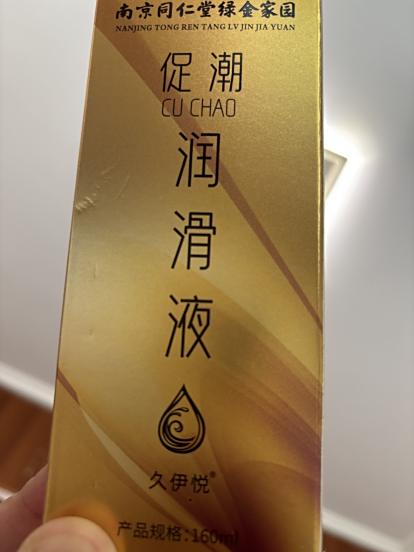 南京同仁堂绿金家园
NANJING TONG REN TANG LV JIN JIA YUAN
促潮
CU CHAO
润滑液
久伊悦®
产品规格：160ml